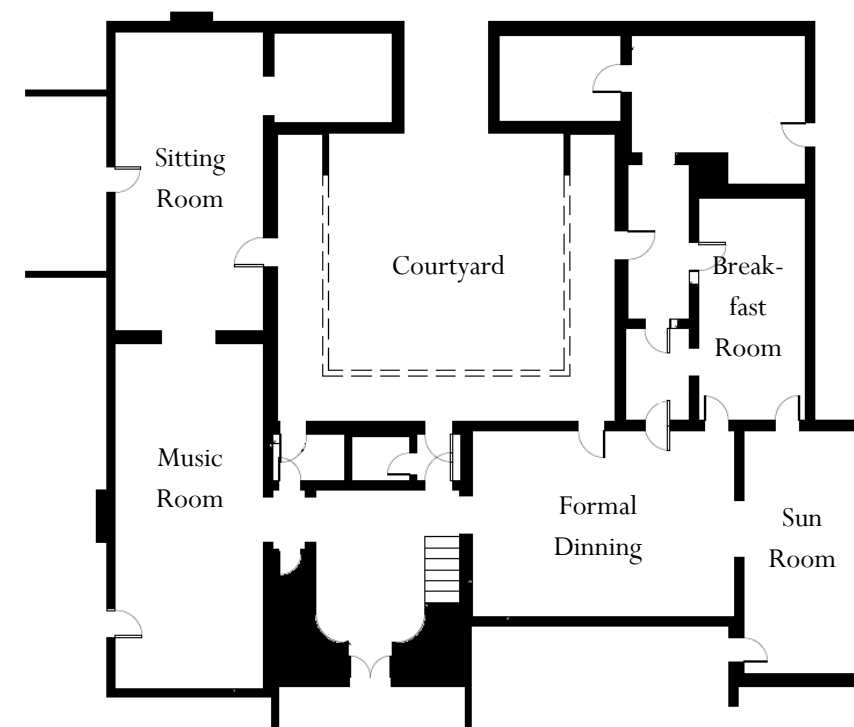 Sitting
Room
Courtyard
Break-
fast
Room
Music
Room
Formal
Dinning
Sun
Room